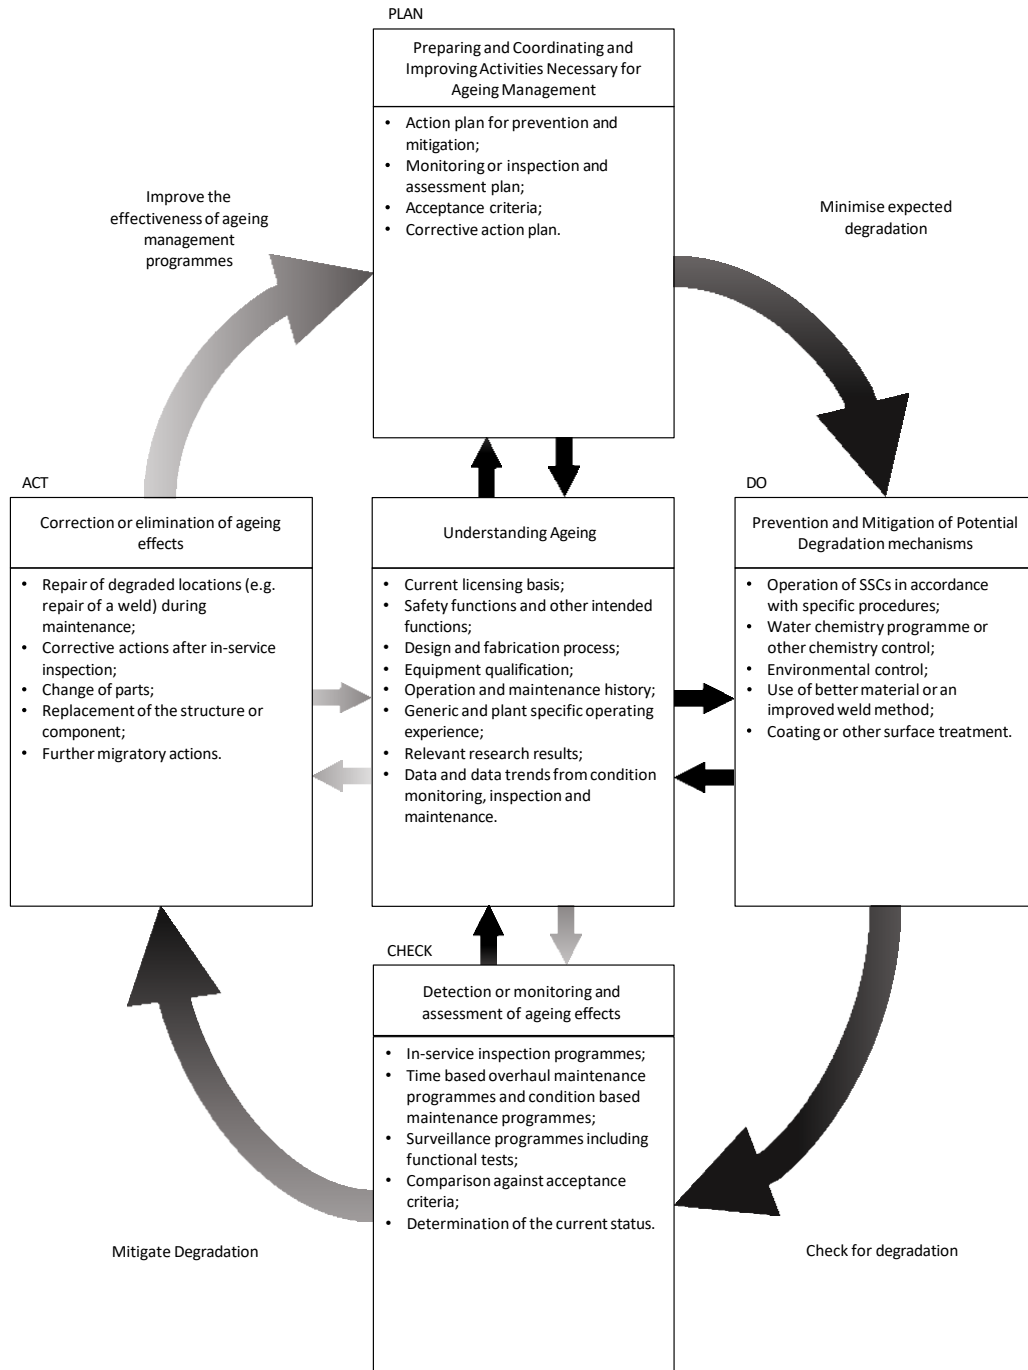 PLAN
Preparing and Coordinating and
Improving Activities Necessary for
Ageing Management
• Action plan for prevention and
mitigation;
• Monitoring or inspection and
assessment plan;
• Acceptance criteria;
• Corrective action plan.
Improve the
effectiveness of ageing
management
programmes
Minimise expected
degradation
ACT
Correction or elimination of ageing
effects
• Repair of degraded locations (e.g.
repair of a weld) during
maintenance;
• Corrective actions after in-service
inspection;
• Change of parts;
• Replacement of the structure or
component;
• Further migratory actions.
Understanding Ageing
• Current licensing basis;
• Safety functions and other intended
functions;
• Design and fabrication process;
• Equipment qualification;
• Operation and maintenance history;
• Generic and plant specific operating
experience;
• Relevant research results;
• Data and data trends from condition
monitoring, inspection and
maintenance.
DO
Prevention and Mitigation of Potential
Degradation mechanisms
• Operation of SSCs in accordance
with specific procedures;
• Water chemistry programme or
other chemistry control;
• Environmental control;
• Use of better material or an
improved weld method;
• Coating or other surface treatment.
CHECK
Detection or monitoring and
assessment of ageing effects
• In-service inspection programmes;
• Time based overhaul maintenance
programmes and condition based
maintenance programmes;
• Surveillance programmes including
functional tests;
• Comparison against acceptance
criteria;
• Determination of the current status.
Mitigate Degradation
Check for degradation